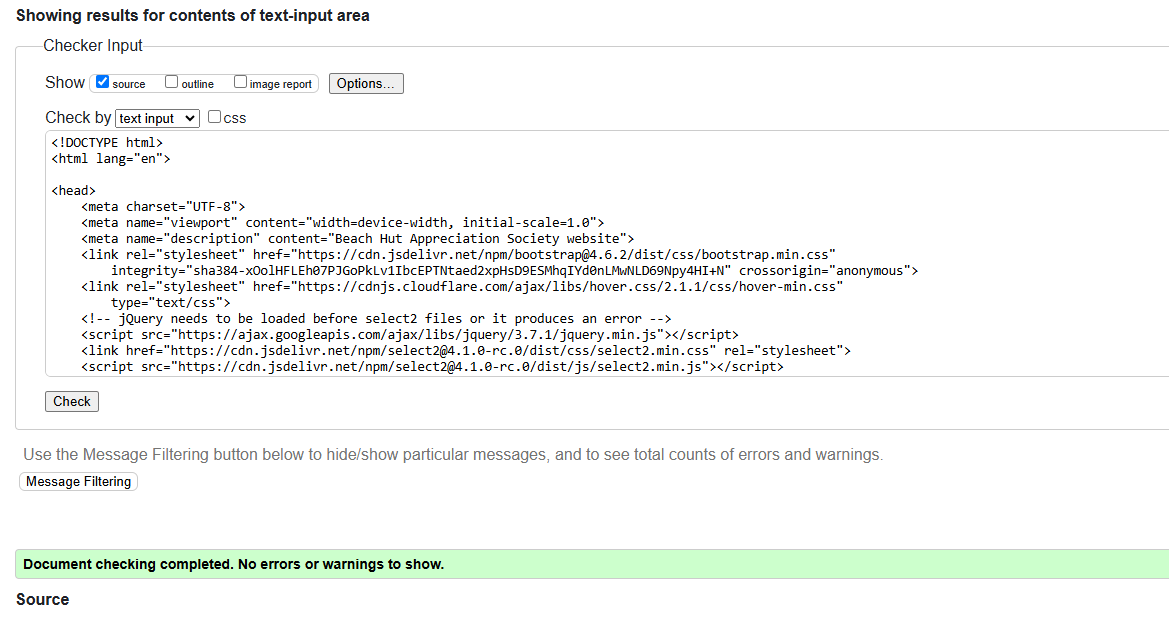 Showing results for contents of text-input area
Checker Input
Show source outline image report Options...
Check by text input css
<!DOCTYPE html>
<html lang="en">
<head>
<meta charset="UTF-8">
<meta name="viewport" content="width=device-width, initial-scale=1.0">
<meta name="description" content="Beach Hut Appreciation Society website">
<link rel="stylesheet" href="https://cdn.jsdelivr.net/npm/bootstrap@4.6.2/dist/css/bootstrap.min.css"
integrity="sha384-xOolHFLEh07PJGoPkLv1IbcEPTNtaed2xpHsD9ESMhqIYd0nLMwNLD69Npy4HI+N" crossorigin="anonymous">
<link rel="stylesheet" href="https://cdnjs.cloudflare.com/ajax/libs/hover.css/2.1.1/css/hover-min.css"
type="text/css">
<!-- jQuery needs to be loaded before select2 files or it produces an error -->
<script src="https://ajax.googleapis.com/ajax/libs/jquery/3.7.1/jquery.min.js"></script>
<link href="https://cdn.jsdelivr.net/npm/select2@4.1.0-rc.0/dist/css/select2.min.css" rel="stylesheet">
<script src="https://cdn.jsdelivr.net/npm/select2@4.1.0-rc.0/dist/js/select2.min.js"></script>
Check
Use the Message Filtering button below to hide/show particular messages, and to see total counts of errors and warnings.
Message Filtering
Document checking completed. No errors or warnings to show.
Source